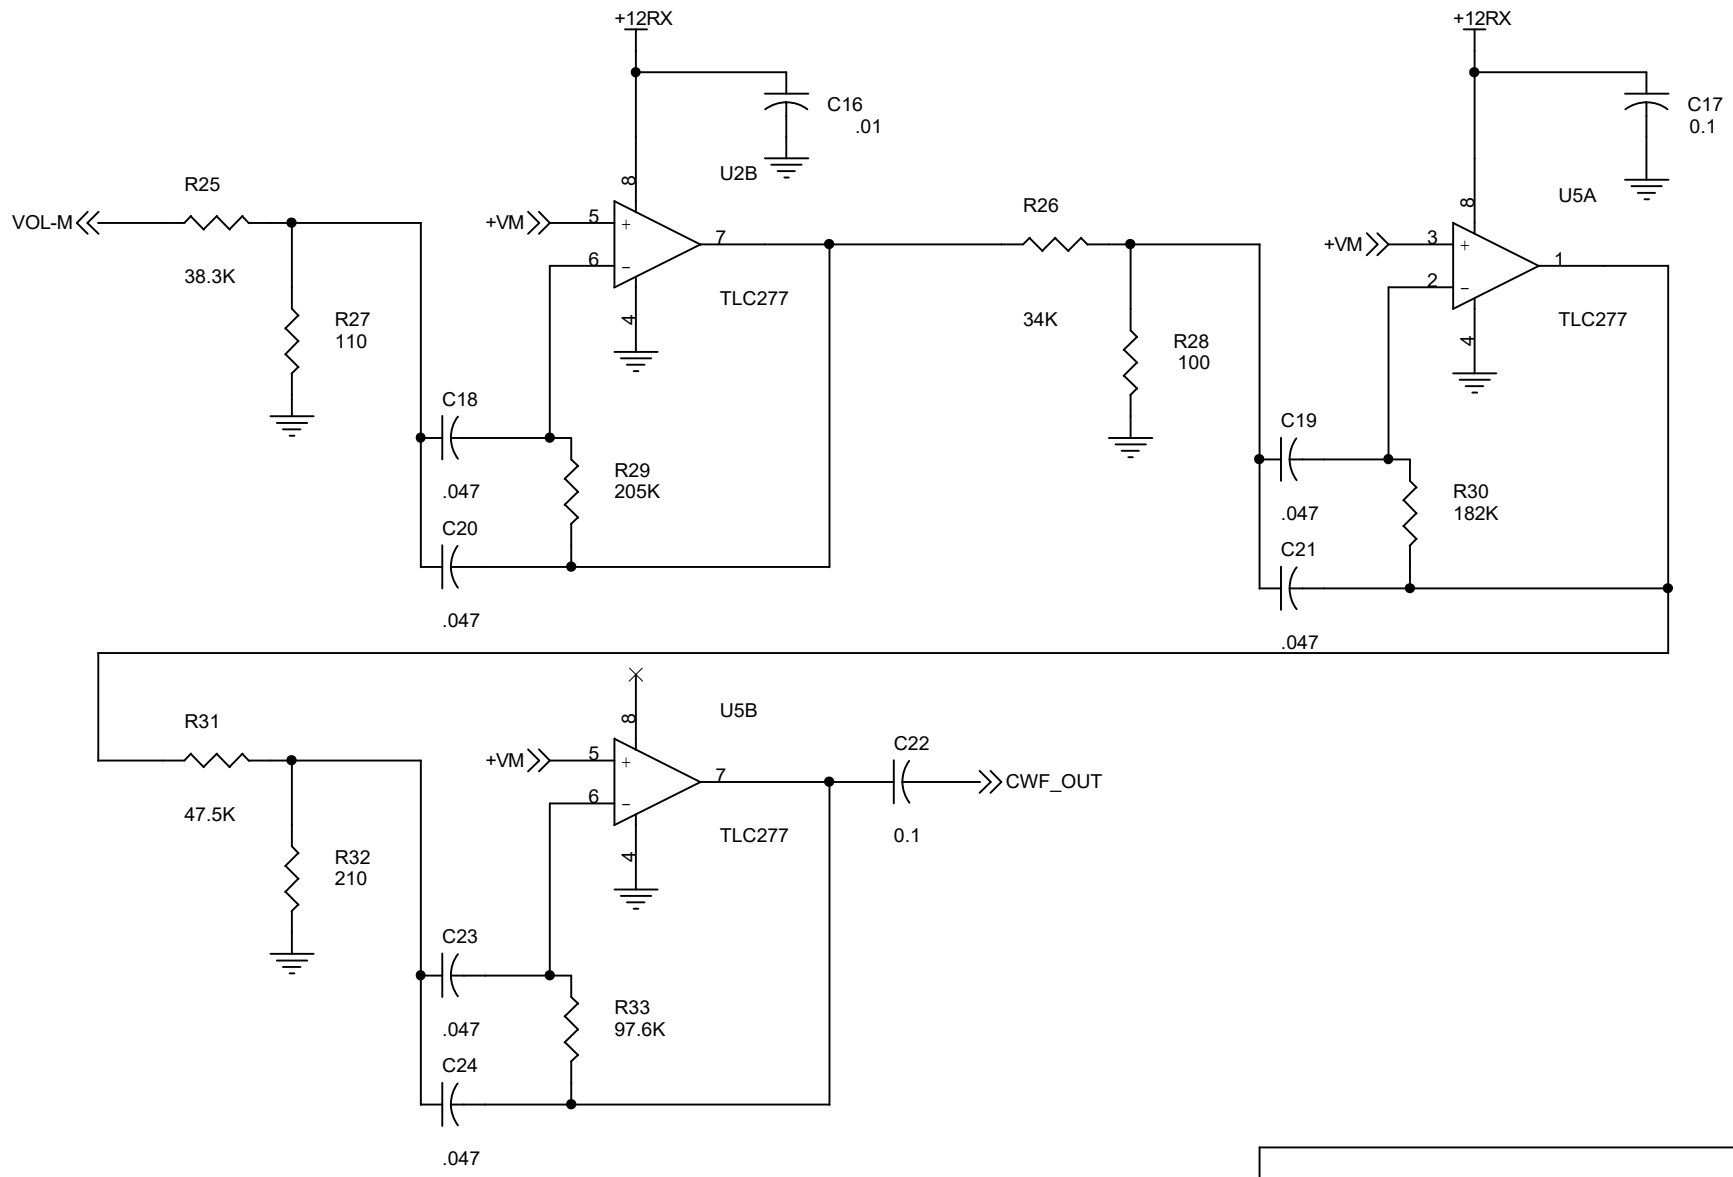 +12RX
+12RX
C16
.01
C17
0.1
U2B
8
R25
U5A
8
R26
VOL-M
+VM
5
+
7
+VM
3
+
1
6
−
2
−
38.3K
TLC277
R27
110
4
34K
TLC277
R28
100
4
C18
C19
R29
205K
.047
R30
182K
.047
C20
C21
.047
.047
U5B
8
R31
C22
+VM
5
+
7
CWF_OUT
6
−
47.5K
TLC277
0.1
R32
210
4
C23
R33
97.6K
.047
C24
.047